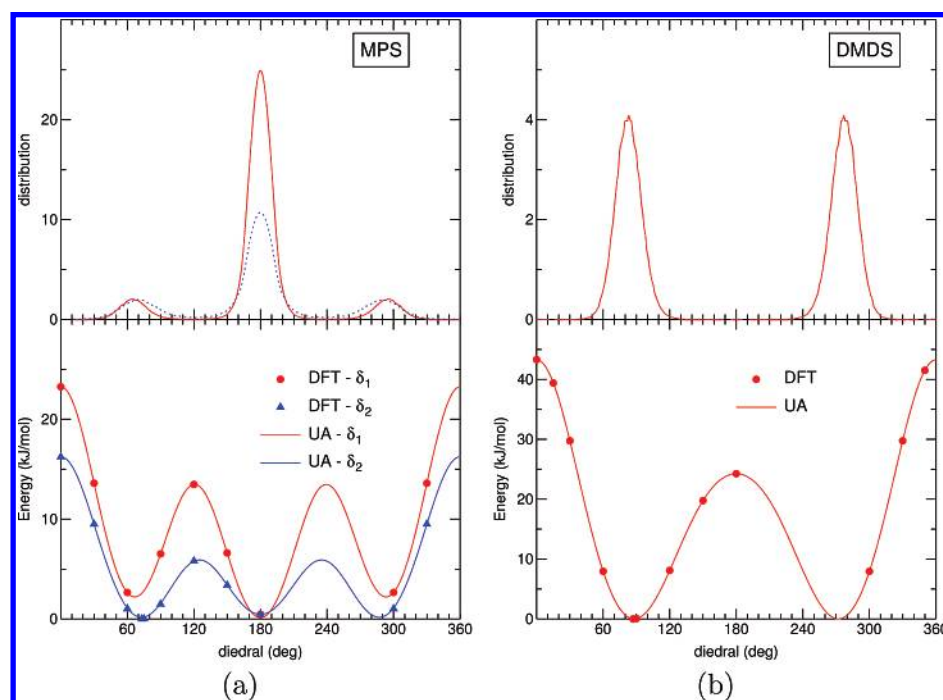 MPS
distribution
20
10
0
DFT - δ1
DFT - δ2
UA - δ1
UA - δ2
Energy (kJ/mol)
20
10
0
60 120 180 240 300 360
diedral (deg)
(a)
DMDS
distribution
4
2
0
DFT
UA
Energy (kJ/mol)
40
30
20
10
0
60 120 180 240 300 360
diedral (deg)
(b)